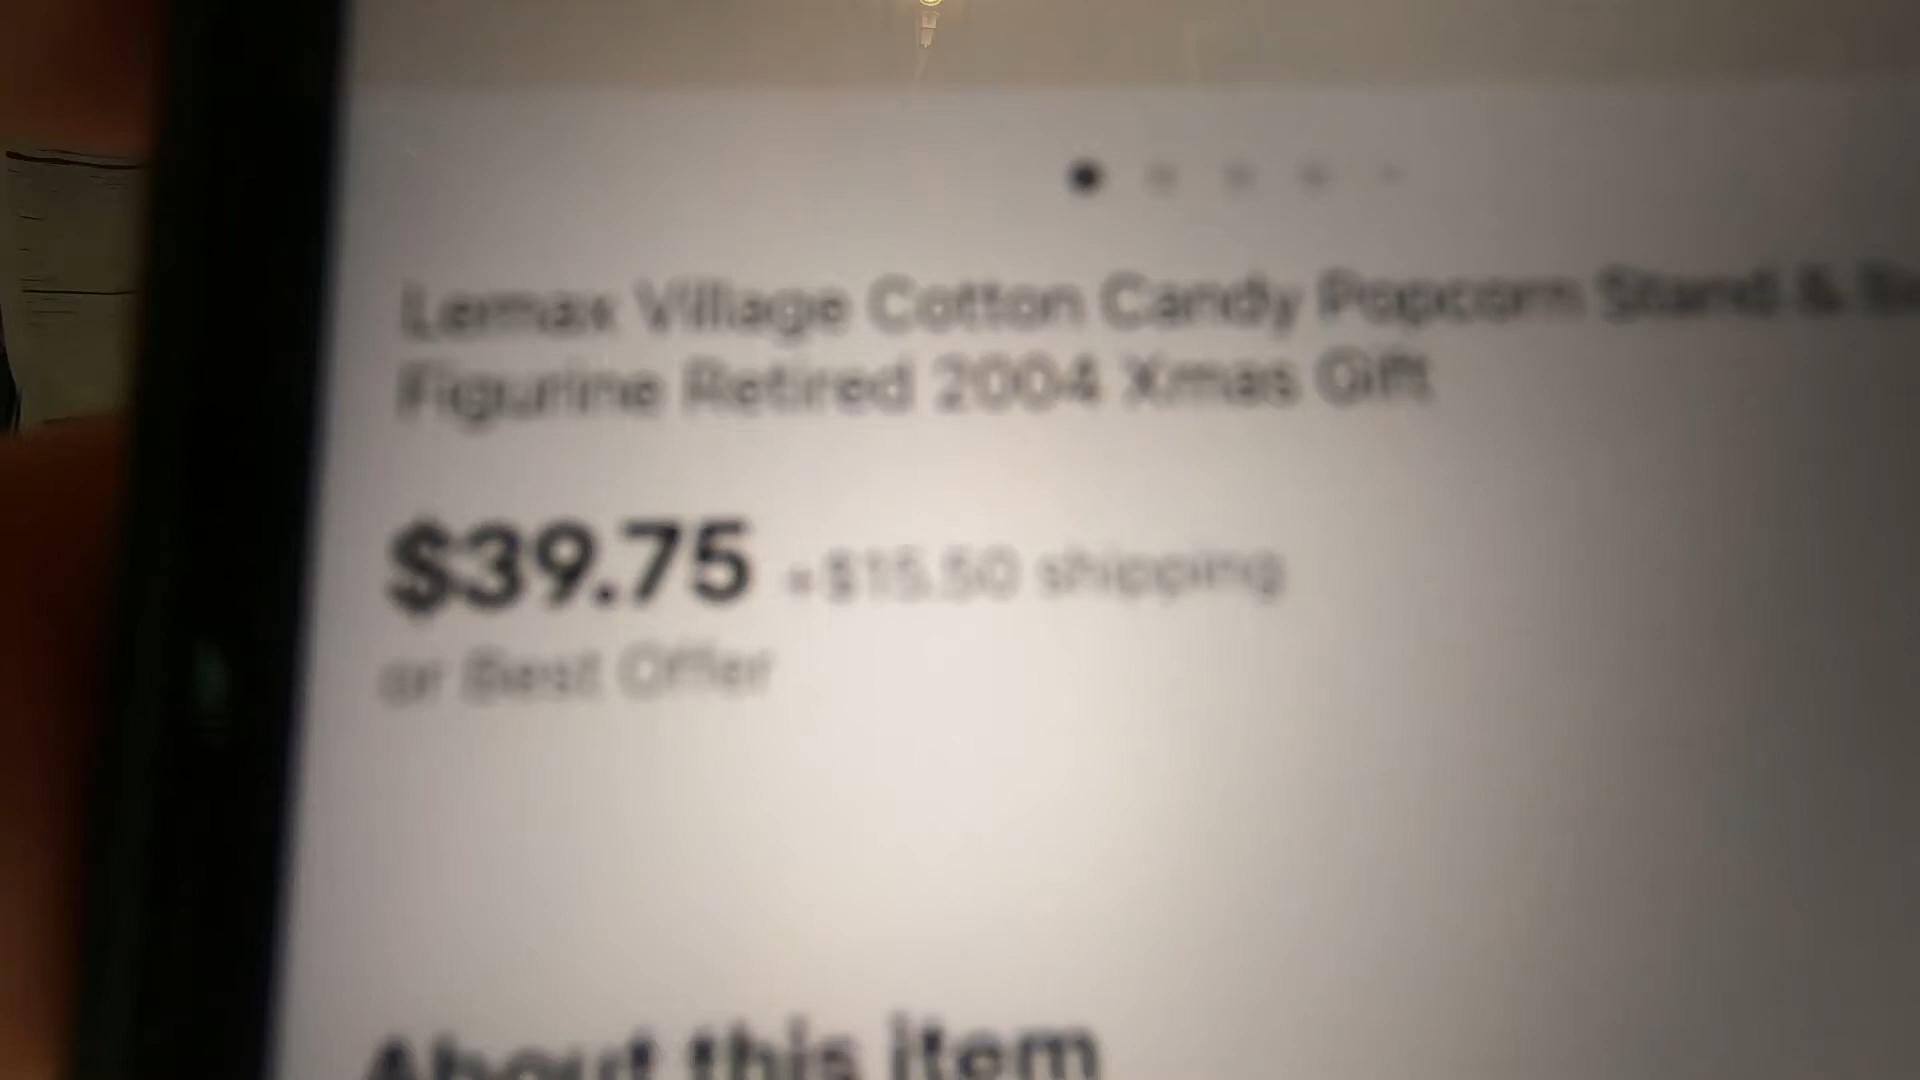 Lemax Village Cotton Candy Popcorn Stand &
Figurine Retired 2004 Xmas Gift
$39.75 +$15.50 shipping
or Best Offer
About this item